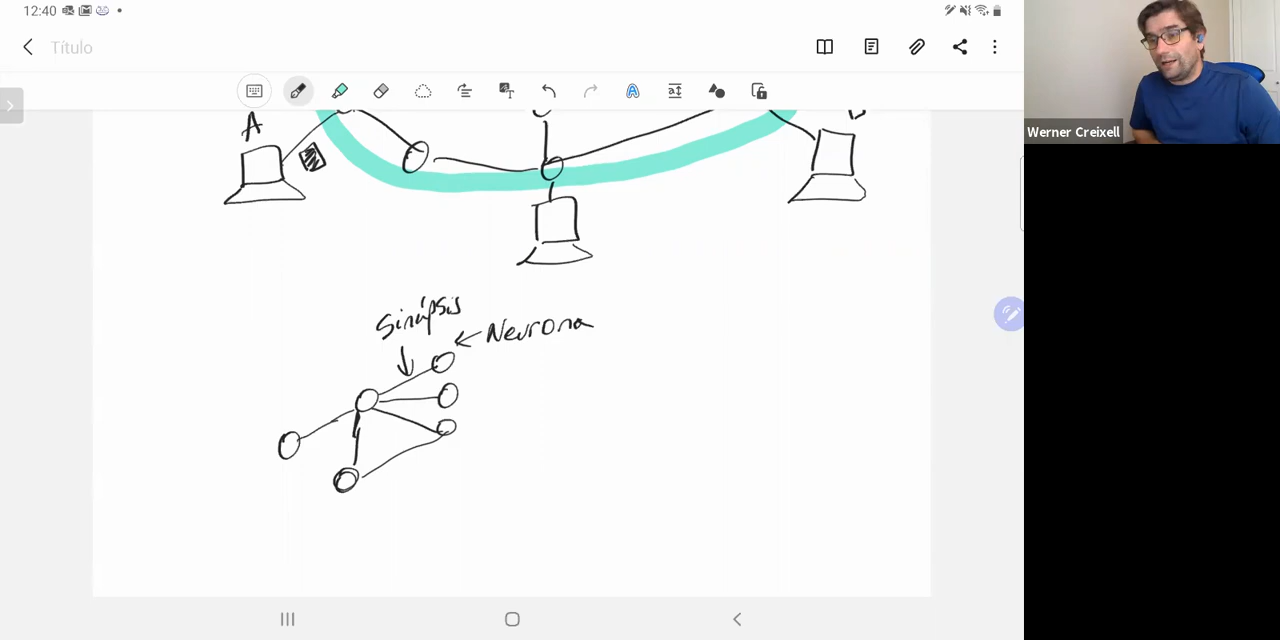 12:40
Título
A
Werner Creixell
Sinápsis
← Neurona